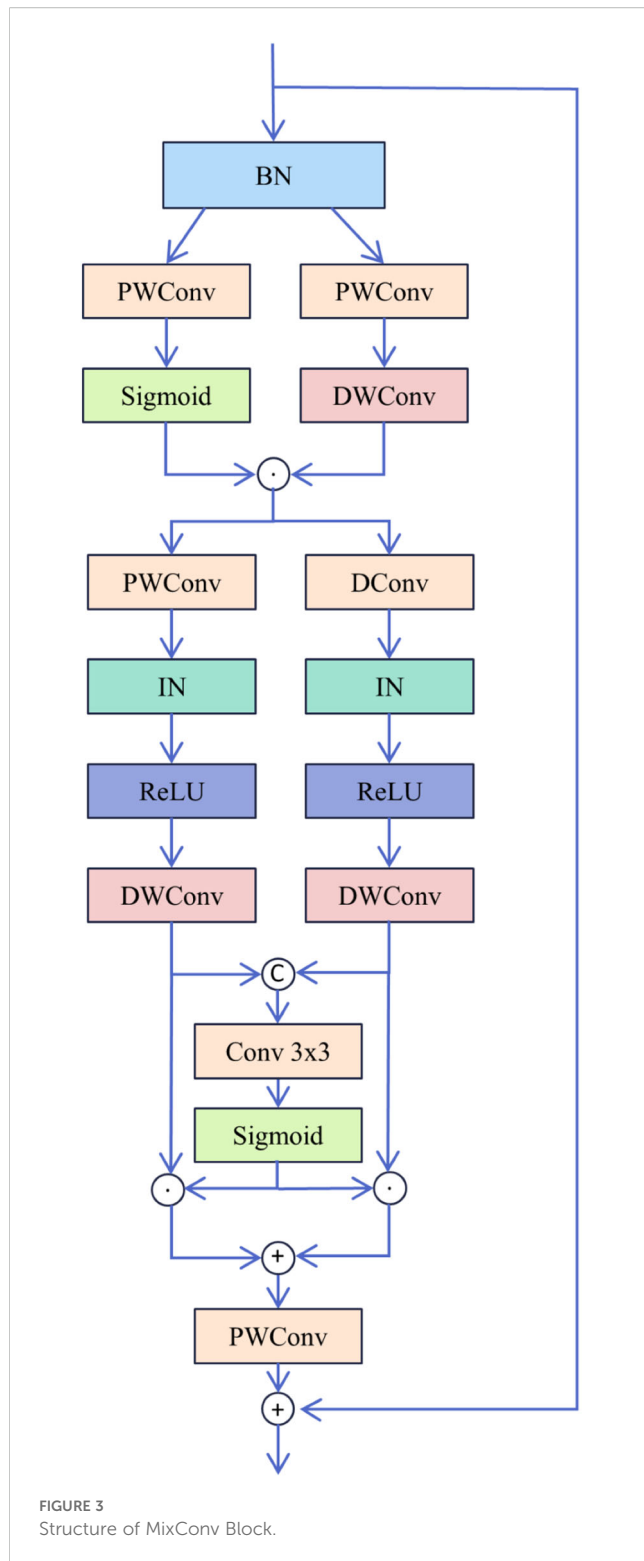 BN
PWConv
PWConv
Sigmoid
DWConv
·
PWConv
DConv
IN
IN
ReLU
ReLU
DWConv
DWConv
C
Conv 3x3
Sigmoid
·
·
+
PWConv
+
FIGURE 3
Structure of MixConv Block.